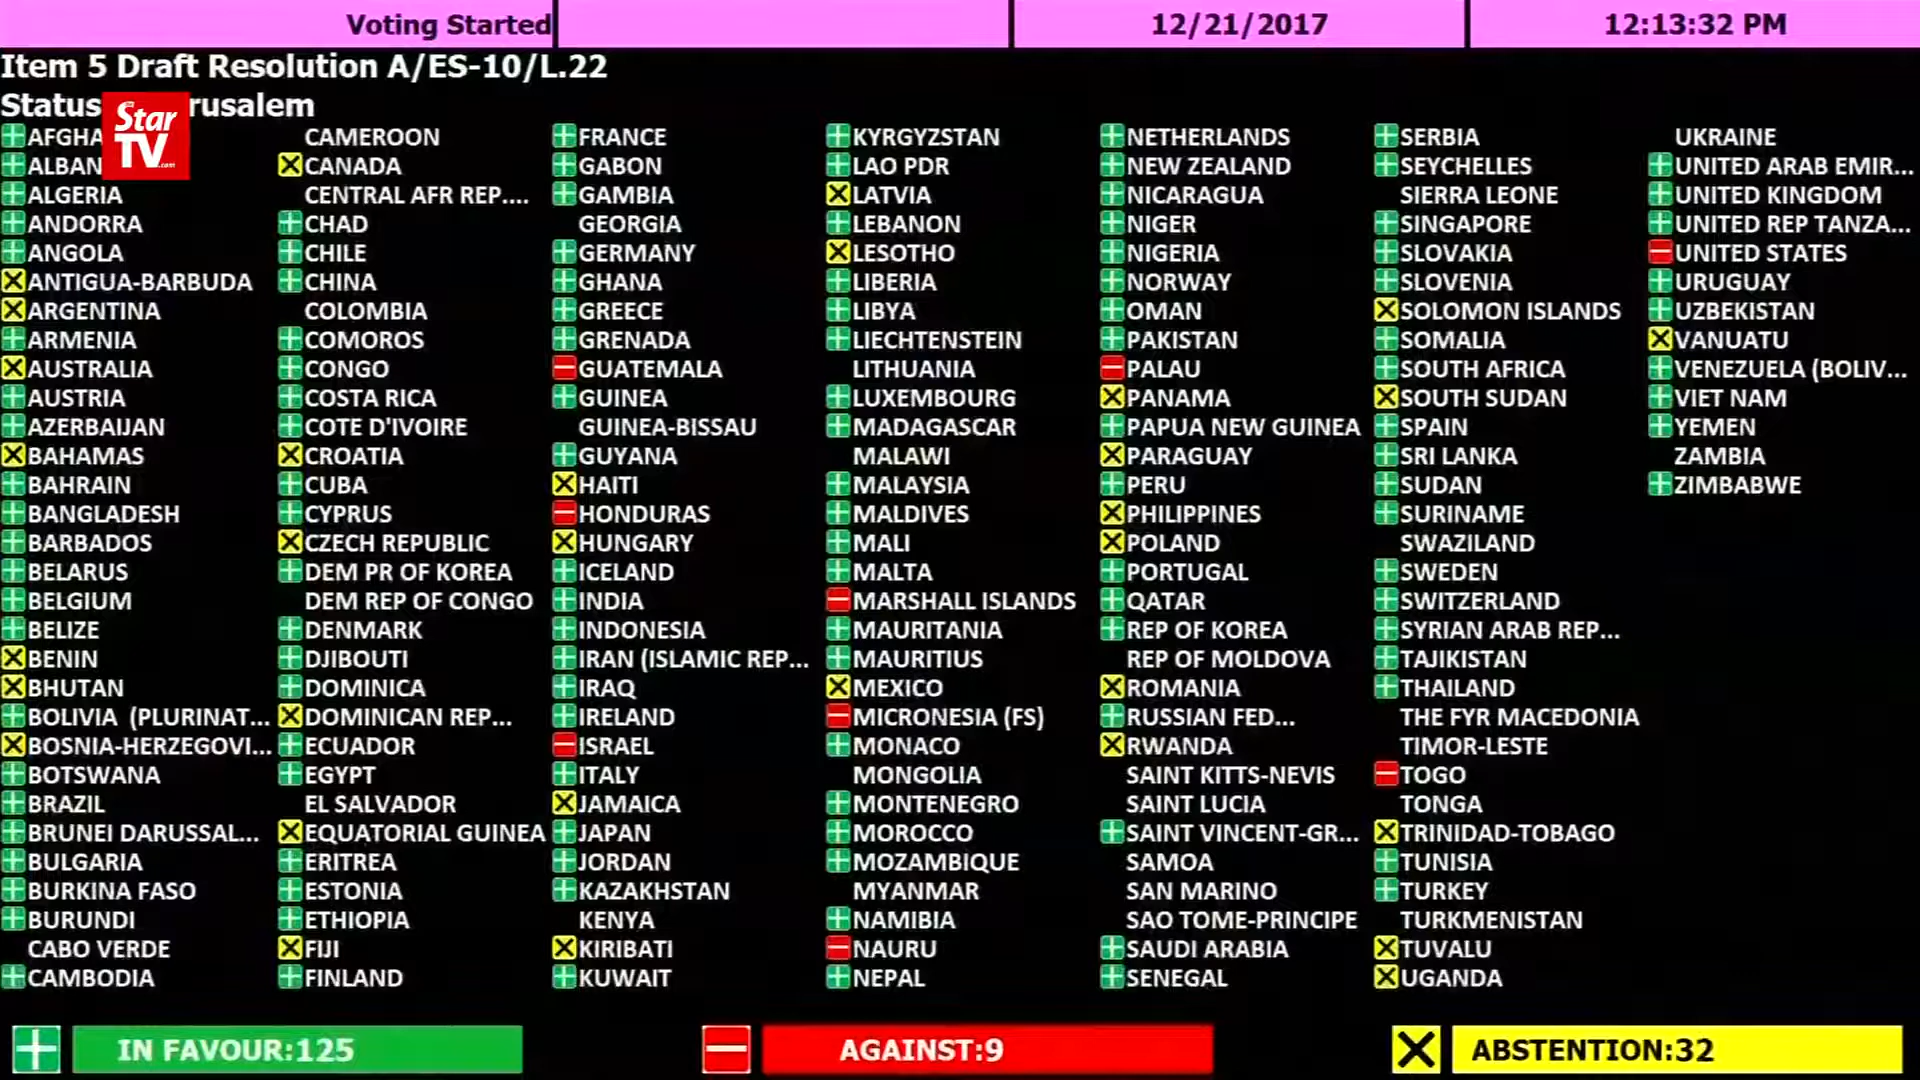 Voting Started 12/21/2017 12:13:32 PM
Item 5 Draft Resolution A/ES-10/L.22
Status rusalem
Star
TV.com
AFGHA
ALBAN
ALGERIA
ANDORRA
ANGOLA
ANTIGUA-BARBUDA
ARGENTINA
ARMENIA
AUSTRALIA
AUSTRIA
AZERBAIJAN
BAHAMAS
BAHRAIN
BANGLADESH
BARBADOS
BELARUS
BELGIUM
BELIZE
BENIN
BHUTAN
BOLIVIA (PLURINAT...
BOSNIA-HERZEGOVI...
BOTSWANA
BRAZIL
BRUNEI DARUSSAL...
BULGARIA
BURKINA FASO
BURUNDI
CABO VERDE
CAMBODIA
CAMEROON
CANADA
CENTRAL AFR REP....
CHAD
CHILE
CHINA
COLOMBIA
COMOROS
CONGO
COSTA RICA
COTE D'IVOIRE
CROATIA
CUBA
CYPRUS
CZECH REPUBLIC
DEM PR OF KOREA
DEM REP OF CONGO
DENMARK
DJIBOUTI
DOMINICA
DOMINICAN REP...
ECUADOR
EGYPT
EL SALVADOR
EQUATORIAL GUINEA
ERITREA
ESTONIA
ETHIOPIA
FIJI
FINLAND
FRANCE
GABON
GAMBIA
GEORGIA
GERMANY
GHANA
GREECE
GRENADA
GUATEMALA
GUINEA
GUINEA-BISSAU
GUYANA
HAITI
HONDURAS
HUNGARY
ICELAND
INDIA
INDONESIA
IRAN (ISLAMIC REP...
IRAQ
IRELAND
ISRAEL
ITALY
JAMAICA
JAPAN
JORDAN
KAZAKHSTAN
KENYA
KIRIBATI
KUWAIT
KYRGYZSTAN
LAO PDR
LATVIA
LEBANON
LESOTHO
LIBERIA
LIBYA
LIECHTENSTEIN
LITHUANIA
LUXEMBOURG
MADAGASCAR
MALAWI
MALAYSIA
MALDIVES
MALI
MALTA
MARSHALL ISLANDS
MAURITANIA
MAURITIUS
MEXICO
MICRONESIA (FS)
MONACO
MONGOLIA
MONTENEGRO
MOROCCO
MOZAMBIQUE
MYANMAR
NAMIBIA
NAURU
NEPAL
NETHERLANDS
NEW ZEALAND
NICARAGUA
NIGER
NIGERIA
NORWAY
OMAN
PAKISTAN
PALAU
PANAMA
PAPUA NEW GUINEA
PARAGUAY
PERU
PHILIPPINES
POLAND
PORTUGAL
QATAR
REP OF KOREA
REP OF MOLDOVA
ROMANIA
RUSSIAN FED...
RWANDA
SAINT KITTS-NEVIS
SAINT LUCIA
SAINT VINCENT-GR...
SAMOA
SAN MARINO
SAO TOME-PRINCIPE
SAUDI ARABIA
SENEGAL
SERBIA
SEYCHELLES
SIERRA LEONE
SINGAPORE
SLOVAKIA
SLOVENIA
SOLOMON ISLANDS
SOMALIA
SOUTH AFRICA
SOUTH SUDAN
SPAIN
SRI LANKA
SUDAN
SURINAME
SWAZILAND
SWEDEN
SWITZERLAND
SYRIAN ARAB REP...
TAJIKISTAN
THAILAND
THE FYR MACEDONIA
TIMOR-LESTE
TOGO
TONGA
TRINIDAD-TOBAGO
TUNISIA
TURKEY
TURKMENISTAN
TUVALU
UGANDA
UKRAINE
UNITED ARAB EMIR...
UNITED KINGDOM
UNITED REP TANZA...
UNITED STATES
URUGUAY
UZBEKISTAN
VANUATU
VENEZUELA (BOLIV...
VIET NAM
YEMEN
ZAMBIA
ZIMBABWE
IN FAVOUR:125 AGAINST:9 ABSTENTION:32